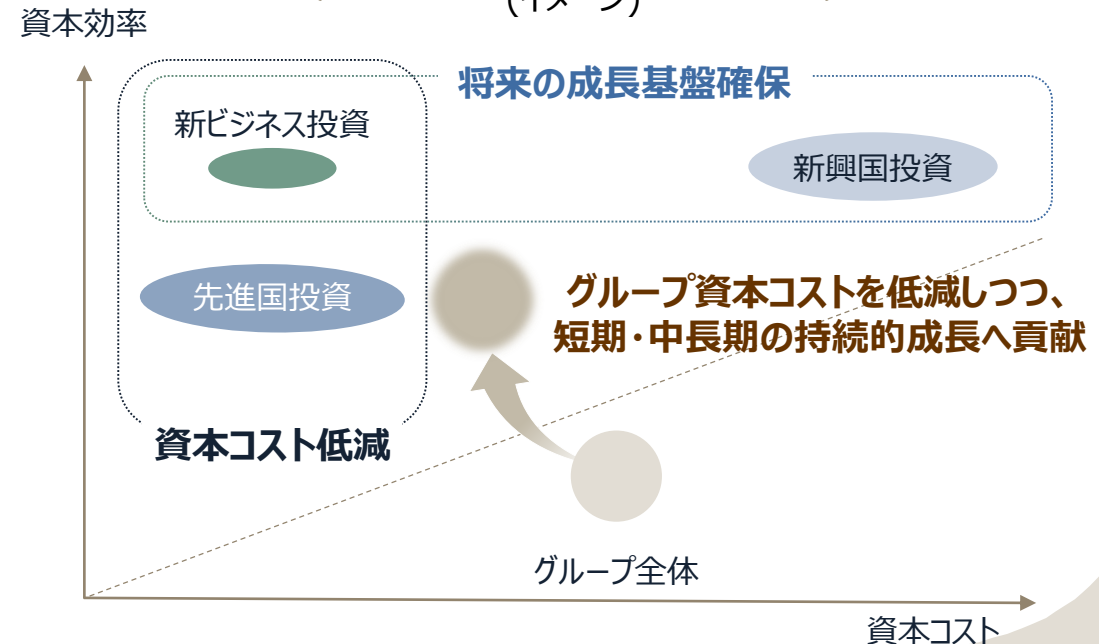 (イメージ)
資本効率
将来の成長基盤確保
新ビジネス投資
新興国投資
先進国投資
グループ資本コストを低減しつつ、
短期・中長期の持続的成長へ貢献
資本コスト低減
グループ全体
資本コスト